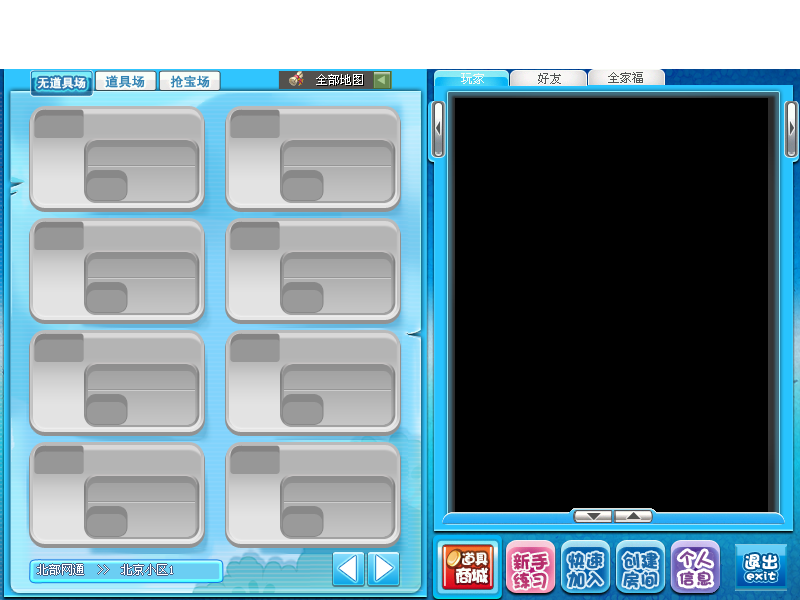 无道具场 道具场 抢宝场 全部地图
玩家 好友 全家福
北部网通 >> 北京小区1
道具商城
新手练习
快速加入
创建房间
个人信息
退出
exit